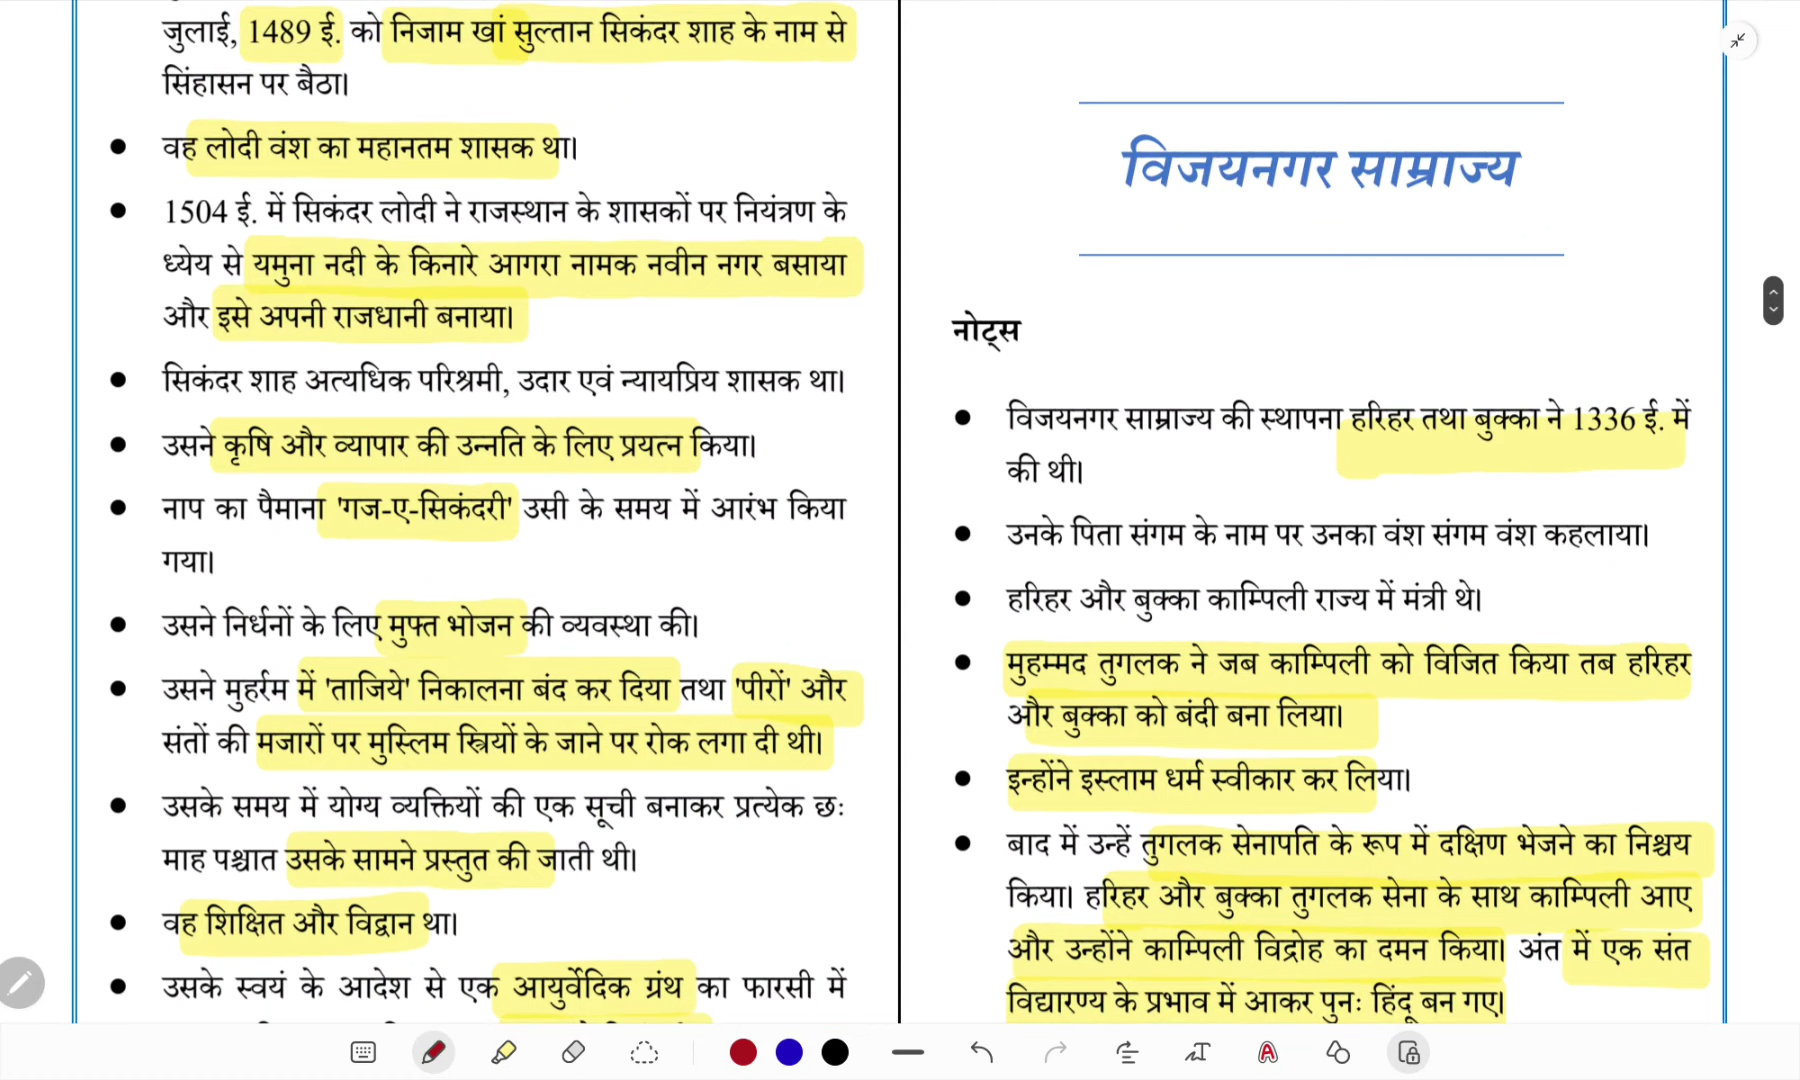 जुलाई, 1489 ई. को निजाम खां सुल्तान सिकंदर शाह के नाम से
सिंहासन पर बैठा।
● वह लोदी वंश का महानतम शासक था।
● 1504 ई. में सिकंदर लोदी ने राजस्थान के शासकों पर नियंत्रण के
ध्येय से यमुना नदी के किनारे आगरा नामक नवीन नगर बसाया
और इसे अपनी राजधानी बनाया।
● सिकंदर शाह अत्यधिक परिश्रमी, उदार एवं न्यायप्रिय शासक था।
● उसने कृषि और व्यापार की उन्नति के लिए प्रयत्न किया।
● नाप का पैमाना 'गज-ए-सिकंदरी' उसी के समय में आरंभ किया
गया।
● उसने निर्धनों के लिए मुफ्त भोजन की व्यवस्था की।
● उसने मुहर्रम में 'ताजिये' निकालना बंद कर दिया तथा 'पीरों' और
संतों की मजारों पर मुस्लिम स्त्रियों के जाने पर रोक लगा दी थी।
● उसके समय में योग्य व्यक्तियों की एक सूची बनाकर प्रत्येक छः
माह पश्चात उसके सामने प्रस्तुत की जाती थी।
● वह शिक्षित और विद्वान था।
● उसके स्वयं के आदेश से एक आयुर्वेदिक ग्रंथ का फारसी में
विजयनगर साम्राज्य
नोट्स
● विजयनगर साम्राज्य की स्थापना हरिहर तथा बुक्का ने 1336 ई. में
की थी।
● उनके पिता संगम के नाम पर उनका वंश संगम वंश कहलाया।
● हरिहर और बुक्का काम्पिली राज्य में मंत्री थे।
● मुहम्मद तुगलक ने जब काम्पिली को विजित किया तब हरिहर
और बुक्का को बंदी बना लिया।
● इन्होंने इस्लाम धर्म स्वीकार कर लिया।
● बाद में उन्हें तुगलक सेनापति के रूप में दक्षिण भेजने का निश्चय
किया। हरिहर और बुक्का तुगलक सेना के साथ काम्पिली आए
और उन्होंने काम्पिली विद्रोह का दमन किया। अंत में एक संत
विद्यारण्य के प्रभाव में आकर पुनः हिंदू बन गए।